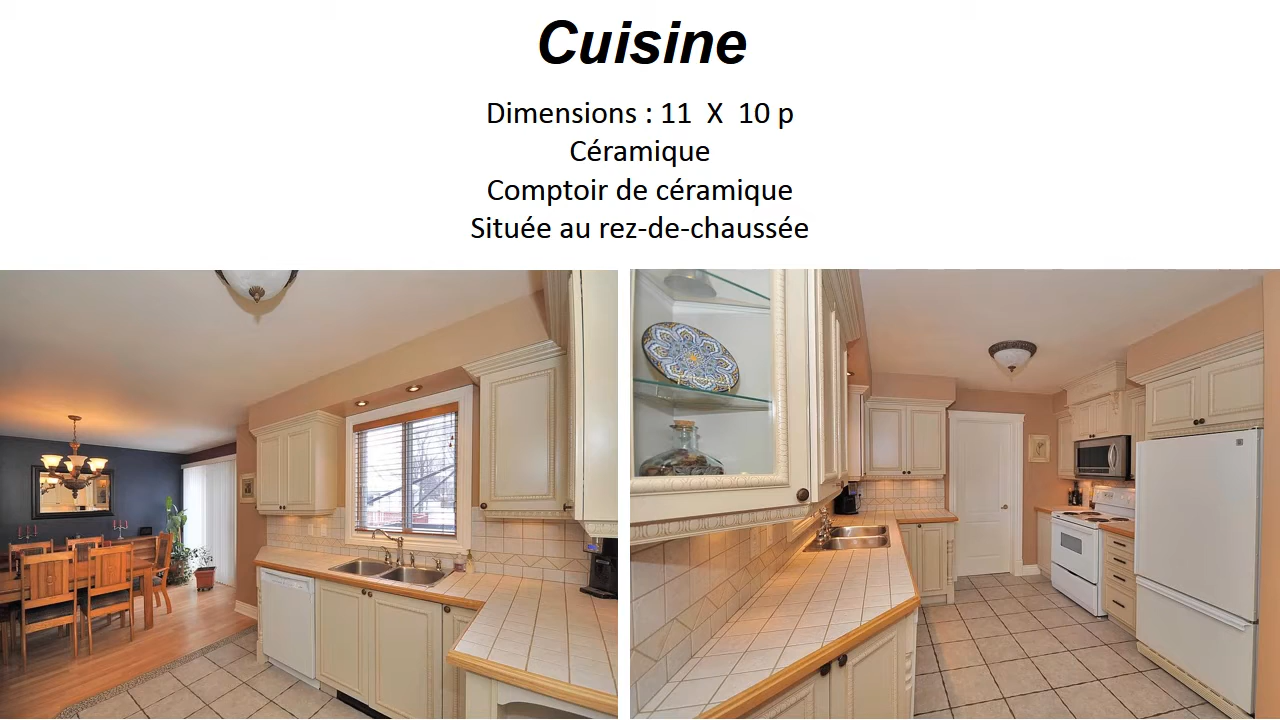 Cuisine
Dimensions : 11 X 10 p
Céramique
Comptoir de céramique
Située au rez-de-chaussée